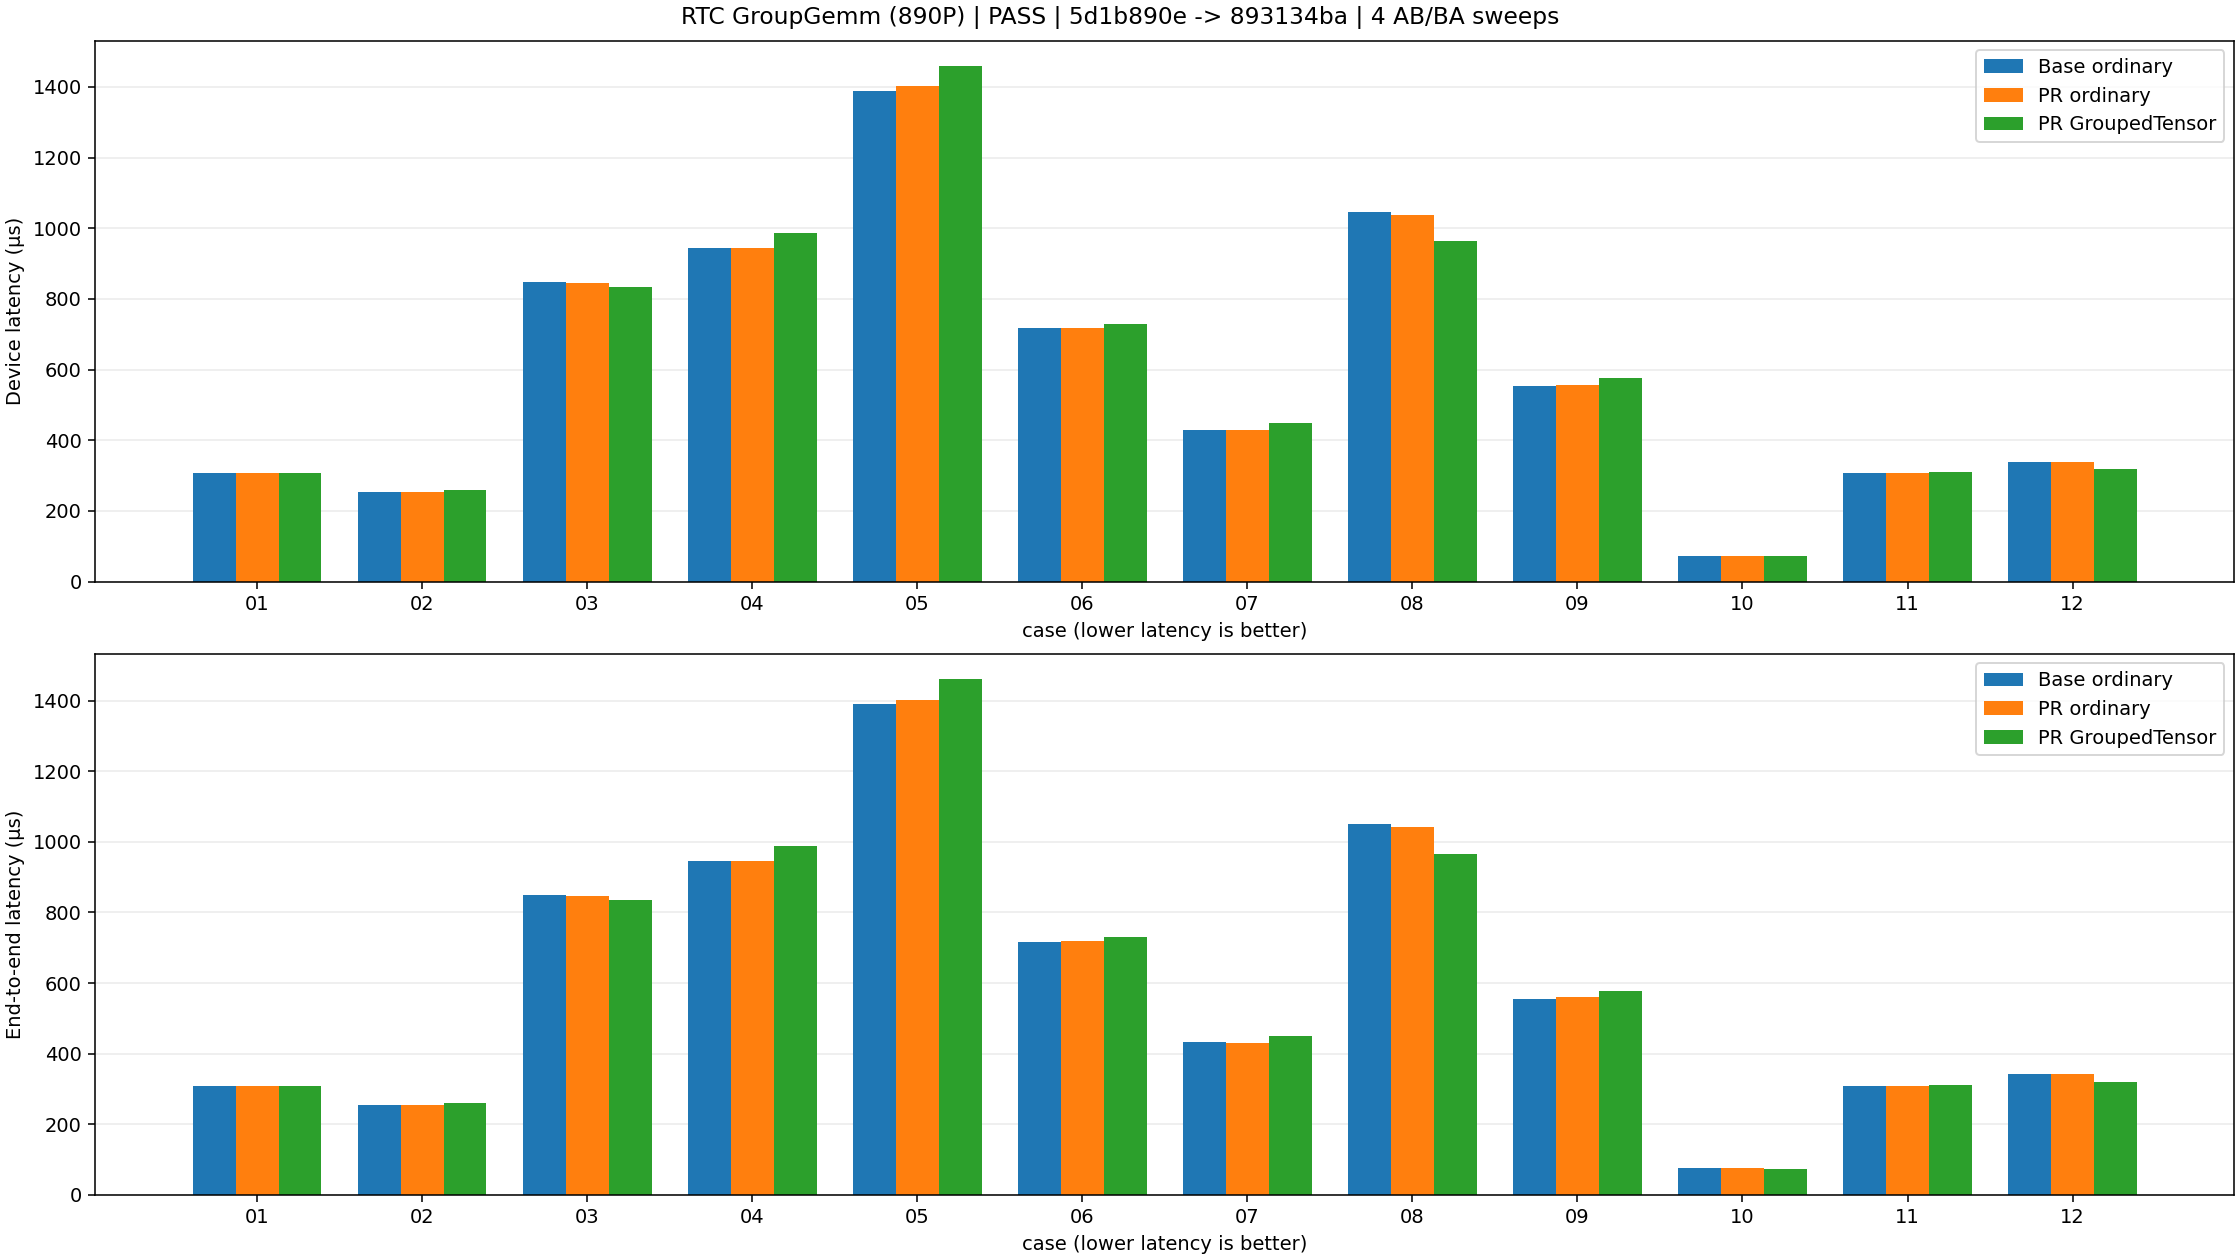 RTC GroupGemm (890P) | PASS | 5d1b890e -> 893134ba | 4 AB/BA sweeps
Device latency (µs)
1400
1200
1000
800
600
400
200
0
Base ordinary
PR ordinary
PR GroupedTensor
01 02 03 04 05 06 07 08 09 10 11 12
case (lower latency is better)
End-to-end latency (µs)
1400
1200
1000
800
600
400
200
0
Base ordinary
PR ordinary
PR GroupedTensor
01 02 03 04 05 06 07 08 09 10 11 12
case (lower latency is better)